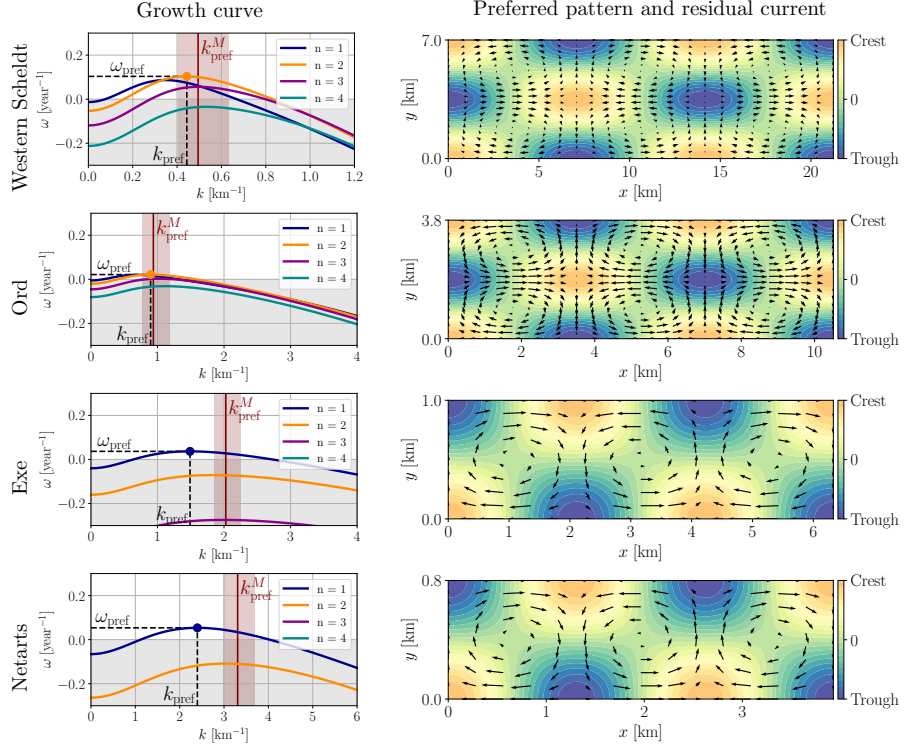 Growth curve
Preferred pattern and residual current
Western Scheldt
ω [year⁻¹]
0.2
0.0
−0.2
ω_pref
k_pref
k^M_pref
n = 1
n = 2
n = 3
n = 4
0.0 0.2 0.4 0.6 0.8 1.0 1.2
k [km⁻¹]
y [km]
7.0
0.0
0 5 10 15 20
x [km]
Crest
0
Trough
Ord
ω [year⁻¹]
0.2
0.0
−0.2
ω_pref
k_pref
k^M_pref
n = 1
n = 2
n = 3
n = 4
0 1 2 3 4
k [km⁻¹]
y [km]
3.8
0.0
0 2 4 6 8 10
x [km]
Crest
0
Trough
Exe
ω [year⁻¹]
0.2
0.0
−0.2
ω_pref
k_pref
k^M_pref
n = 1
n = 2
n = 3
n = 4
0 1 2 3 4
k [km⁻¹]
y [km]
1.0
0.0
0 1 2 3 4 5 6
x [km]
Crest
0
Trough
Netarts
ω [year⁻¹]
0.2
0.0
−0.2
ω_pref
k_pref
k^M_pref
n = 1
n = 2
n = 3
n = 4
0 1 2 3 4 5 6
k [km⁻¹]
y [km]
0.8
0.0
0 1 2 3
x [km]
Crest
0
Trough